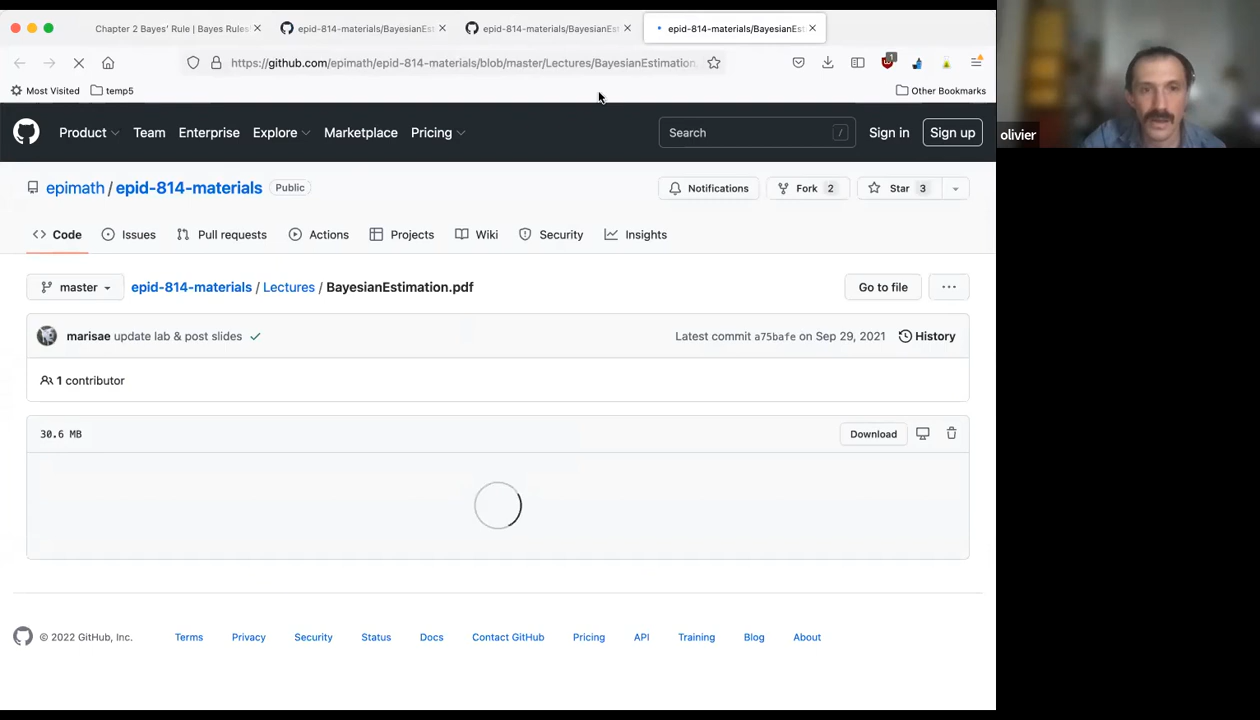 Chapter 2 Bayes' Rule | Bayes Rules
epid-814-materials/BayesianEst
epid-814-materials/BayesianEst
epid-814-materials/BayesianEst
https://github.com/epimath/epid-814-materials/blob/master/Lectures/BayesianEstimation.
Most Visited
temp5
Other Bookmarks
Product
Team
Enterprise
Explore
Marketplace
Pricing
Search
/
Sign in
Sign up
olivier
epimath / epid-814-materials
Public
Notifications
Fork 2
Star 3
Code
Issues
Pull requests
Actions
Projects
Wiki
Security
Insights
master
epid-814-materials / Lectures / BayesianEstimation.pdf
Go to file
marisae update lab & post slides
Latest commit a75bafe on Sep 29, 2021
History
1 contributor
30.6 MB
Download
© 2022 GitHub, Inc.
Terms
Privacy
Security
Status
Docs
Contact GitHub
Pricing
API
Training
Blog
About